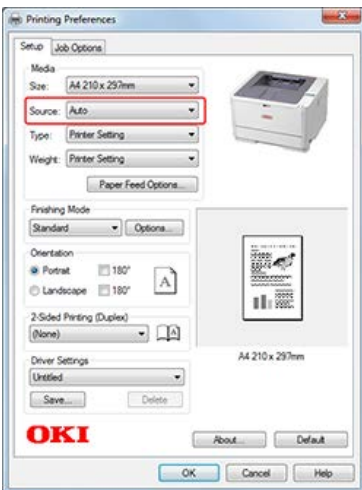 Printing Preferences
Setup Job Options
Media
Size: A4 210 x 297mm
Source: Auto
Type: Printer Setting
Weight: Printer Setting
Paper Feed Options...
Finishing Mode
Standard Options...
Orientation
Portrait 180°
Landscape 180°
A
2-Sided Printing (Duplex)
(None)
A4 210 x 297mm
Driver Settings
Untitled
Save... Delete
OKI
About... Default
OK Cancel Help